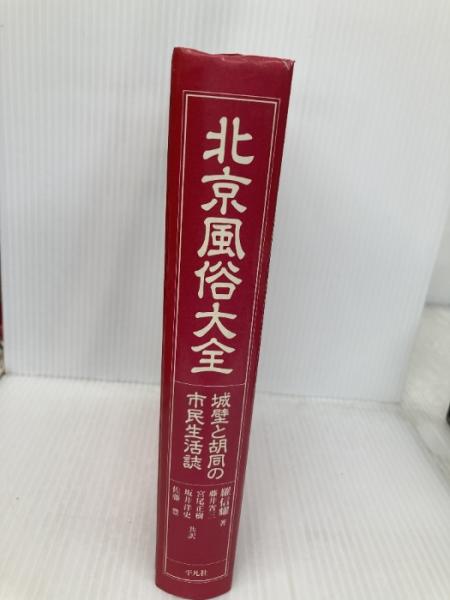 北京風俗大全
城壁と胡同の
市民生活誌
羅信耀 著
藤井省三
宮尾正樹
坂井洋史
佐藤 豊
共訳
平凡社